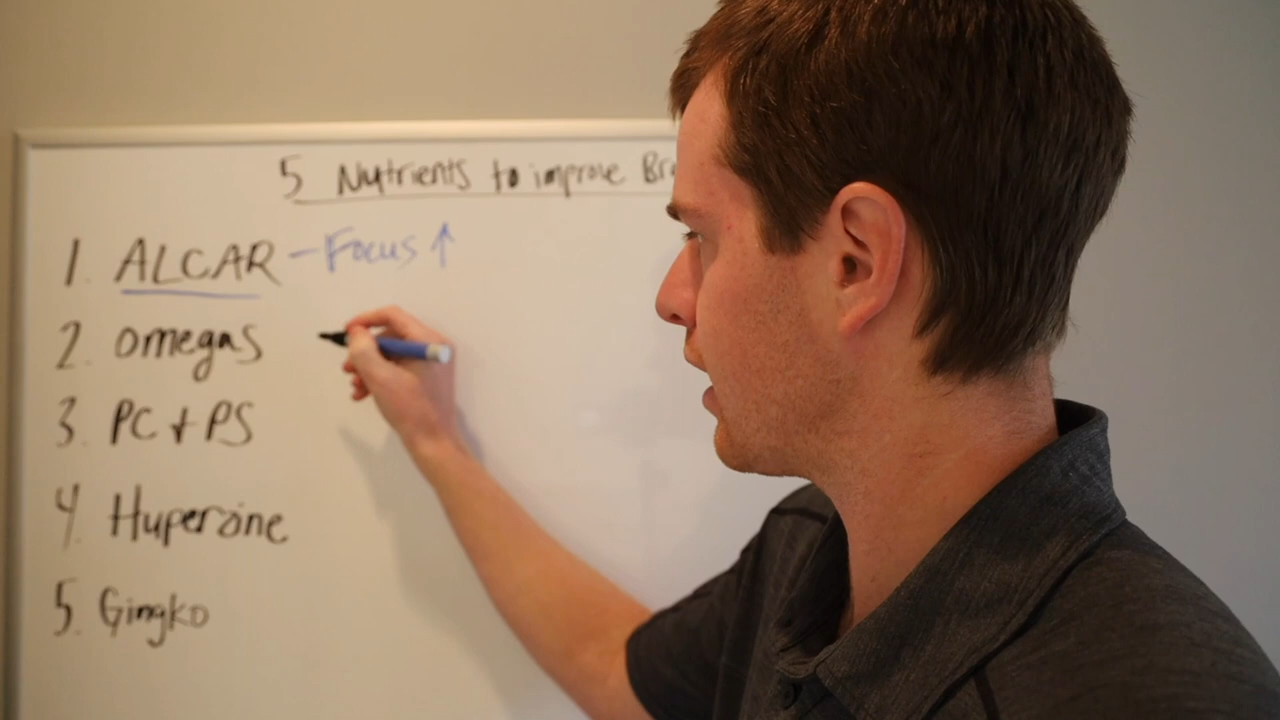 5 Nutrients to improve Br
1. ALCAR - Focus ↑
2. omegas
3. PC + PS
4. Huperzine
5. Gingko